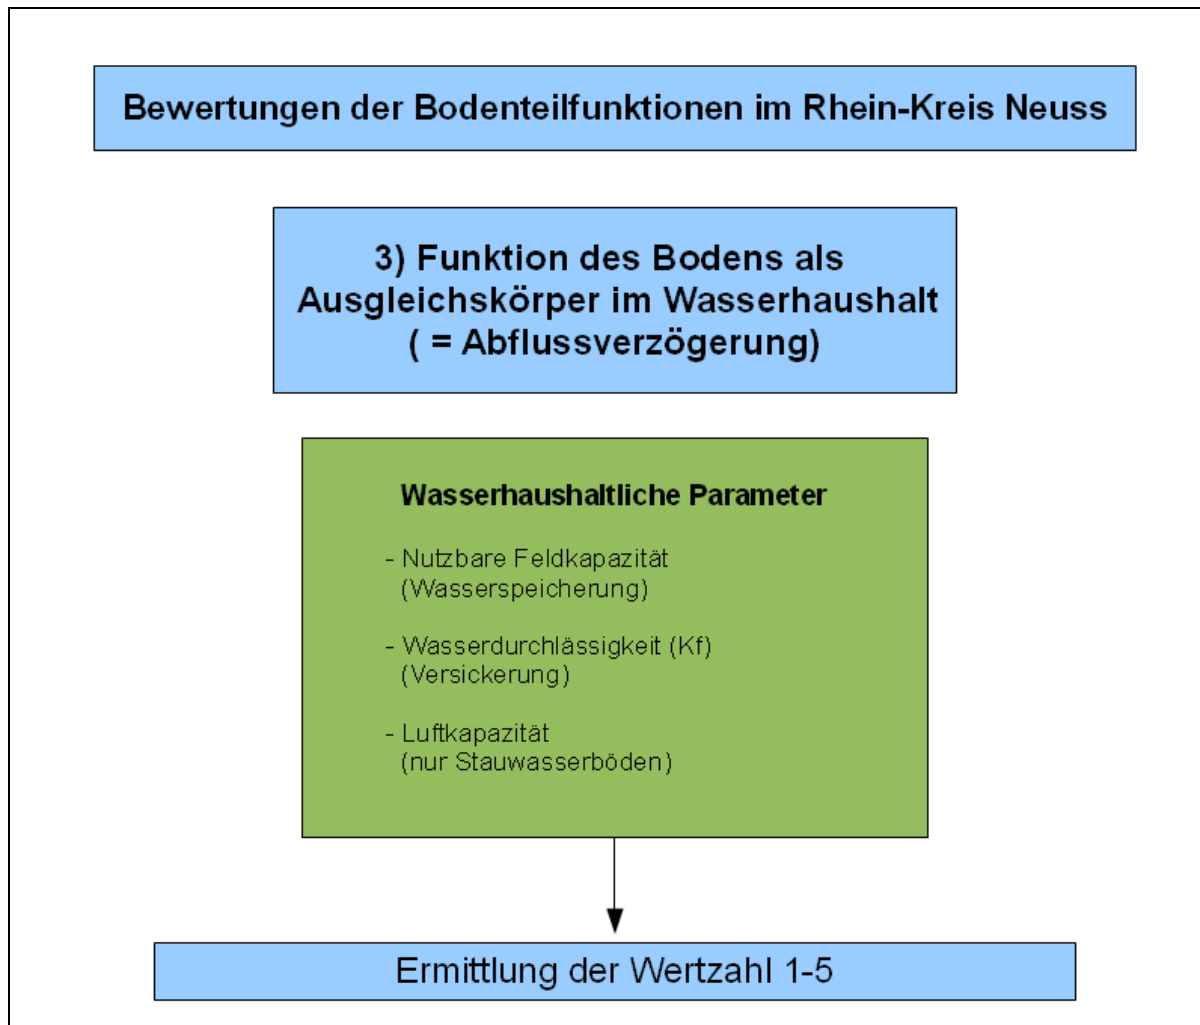 Bewertungen der Bodenteilfunktionen im Rhein-Kreis Neuss
3) Funktion des Bodens als
Ausgleichskörper im Wasserhaushalt
( = Abflussverzögerung)
Wasserhaushaltliche Parameter
- Nutzbare Feldkapazität
(Wasserspeicherung)
- Wasserdurchlässigkeit (Kf)
(Versickerung)
- Luftkapazität
(nur Stauwasserböden)
Ermittlung der Wertzahl 1-5